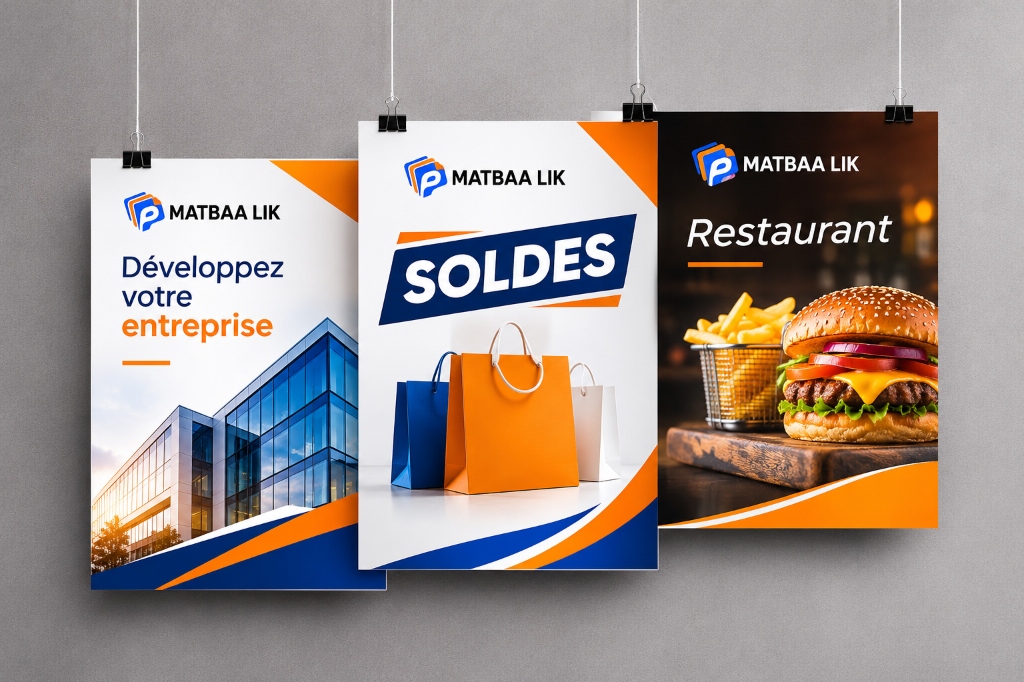 MATBAA LIK
Développez
votre
entreprise
MATBAA LIK
SOLDES
MATBAA LIK
Restaurant